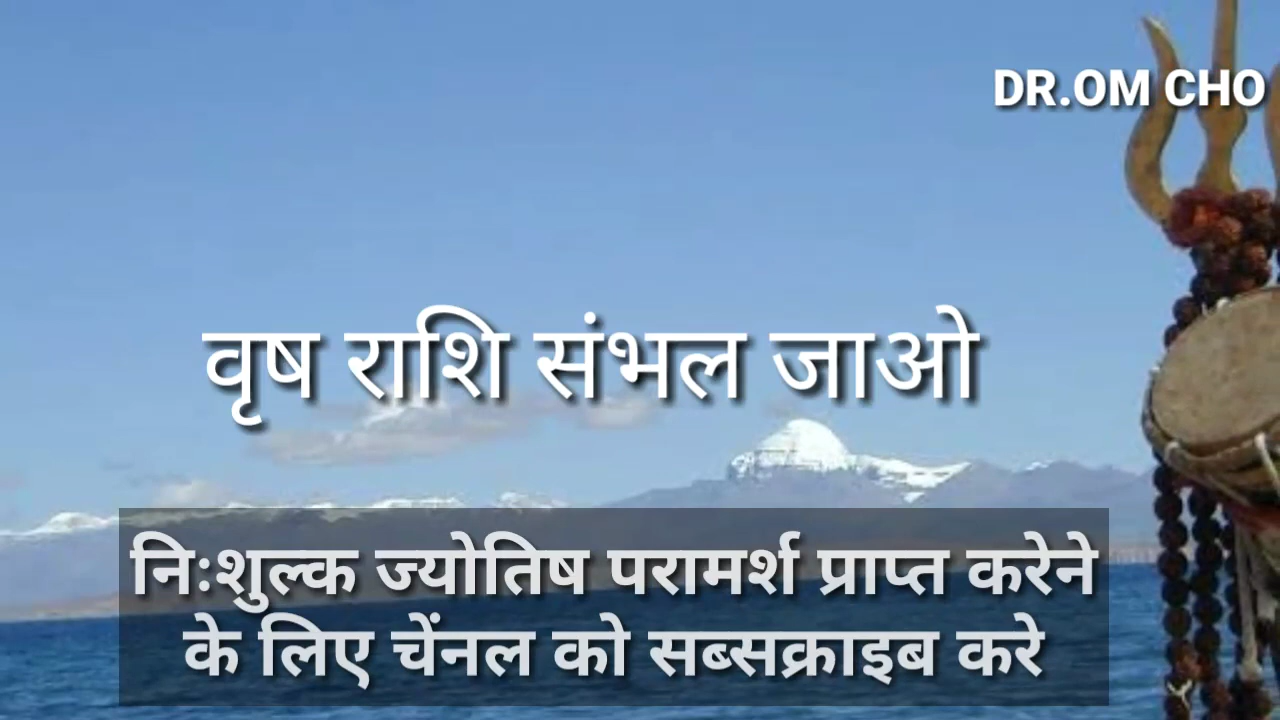 DR.OM CHO
वृष राशि संभल जाओ
निःशुल्क ज्योतिष परामर्श प्राप्त करेने
के लिए चेंनल को सब्सक्राइब करे